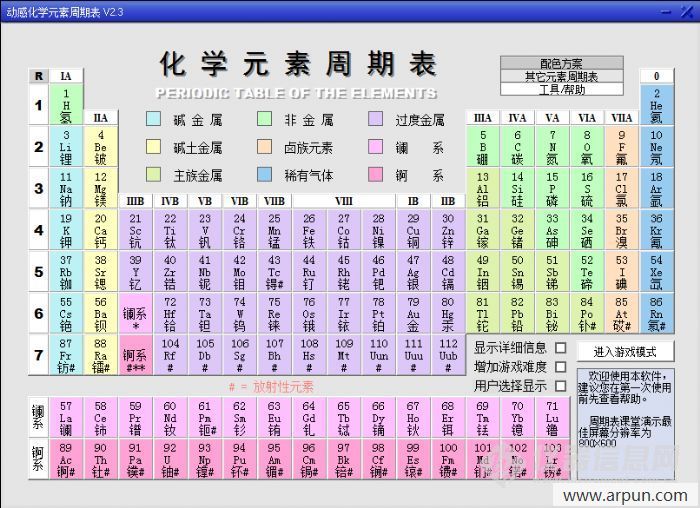 动感化学元素周期表 V2.3
化学元素周期表
PERIODIC TABLE OF THE ELEMENTS
配色方案
其它元素周期表
工具/帮助
碱金属 非金属 过度金属
碱土金属 卤族元素 镧系
主族金属 稀有气体 锕系
R IA 0
1 1 H 氢 2 He 氦
IIA IIIA IVA VA VIA VIIA
2 3 Li 锂 4 Be 铍 5 B 硼 6 C 碳 7 N 氮 8 O 氧 9 F 氟 10 Ne 氖
3 11 Na 钠 12 Mg 镁 13 Al 铝 14 Si 硅 15 P 磷 16 S 硫 17 Cl 氯 18 Ar 氩
IIIB IVB VB VIB VIIB VIII IB IIB
4 19 K 钾 20 Ca 钙 21 Sc 钪 22 Ti 钛 23 V 钒 24 Cr 铬 25 Mn 锰 26 Fe 铁 27 Co 钴 28 Ni 镍 29 Cu 铜 30 Zn 锌 31 Ga 镓 32 Ge 锗 33 As 砷 34 Se 硒 35 Br 溴 36 Kr 氪
5 37 Rb 铷 38 Sr 锶 39 Y 钇 40 Zr 锆 41 Nb 铌 42 Mo 钼 43 Tc 锝# 44 Ru 钌 45 Rh 铑 46 Pd 钯 47 Ag 银 48 Cd 镉 49 In 铟 50 Sn 锡 51 Sb 锑 52 Te 碲 53 I 碘 54 Xe 氙
6 55 Cs 铯 56 Ba 钡 镧系 * 72 Hf 铪 73 Ta 钽 74 W 钨 75 Re 铼 76 Os 锇 77 Ir 铱 78 Pt 铂 79 Au 金 80 Hg 汞 81 Tl 铊 82 Pb 铅 83 Bi 铋 84 Po 钋# 85 At 砹# 86 Rn 氡#
7 87 Fr 钫# 88 Ra 镭# 锕系 #** 104 Rf # 105 Db # 106 Sg # 107 Bh # 108 Hs # 109 Mt # 110 Uun # 111 Uuu # 112 Uub #
显示详细信息
增加游戏难度
用户选择显示
进入游戏模式
# = 放射性元素
欢迎使用本软件，
建议您在第一次使用
前先查看帮助。
周期表课堂演示最
佳屏幕分辨率为
800X600
镧系 57 La 镧 58 Ce 铈 59 Pr 镨 60 Nd 钕 61 Pm 钷# 62 Sm 钐 63 Eu 铕 64 Gd 钆 65 Tb 铽 66 Dy 镝 67 Ho 钬 68 Er 铒 69 Tm 铥 70 Yb 镱 71 Lu 镥
锕系 89 Ac 锕# 90 Th 钍# 91 Pa 镤# 92 U 铀# 93 Np 镎# 94 Pu 钚# 95 Am 镅# 96 Cm 锔# 97 Bk 锫# 98 Cf 锎# 99 Es 锿# 100 Fm 镄# 101 Md 钔# 102 No 锘# 103 Lr 铹#
www.arpun.com